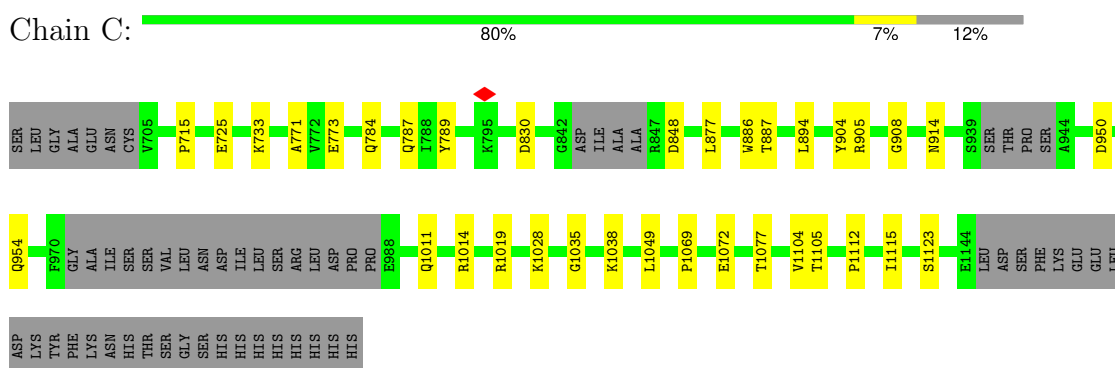 Chain C:
80% 7% 12%
SER LEU GLY ALA GLU ASN CYS V705 P715 E725 K733 A771 V772 E773 Q784 Q787 I788 Y789 K795 D830 G842 ASP ILE ALA ALA R847 D848 L877 W886 T887 L894 Y904 R905 G908 N914 S939 SER THR PRO SER A944 D950
Q954 F970 GLY ALA ILE SER SER VAL LEU ASN ASP ILE LEU SER ARG LEU ASP PRO PRO E988 Q1011 R1014 R1019 K1028 G1035 K1038 L1049 P1069 E1072 T1077 V1104 T1105 P1112 I1115 S1123 E1144 LEU ASP SER PHE LYS GLU GLU LEU
ASP LYS TYR PHE LYS ASN HIS THR SER GLY SER HIS HIS HIS HIS HIS HIS